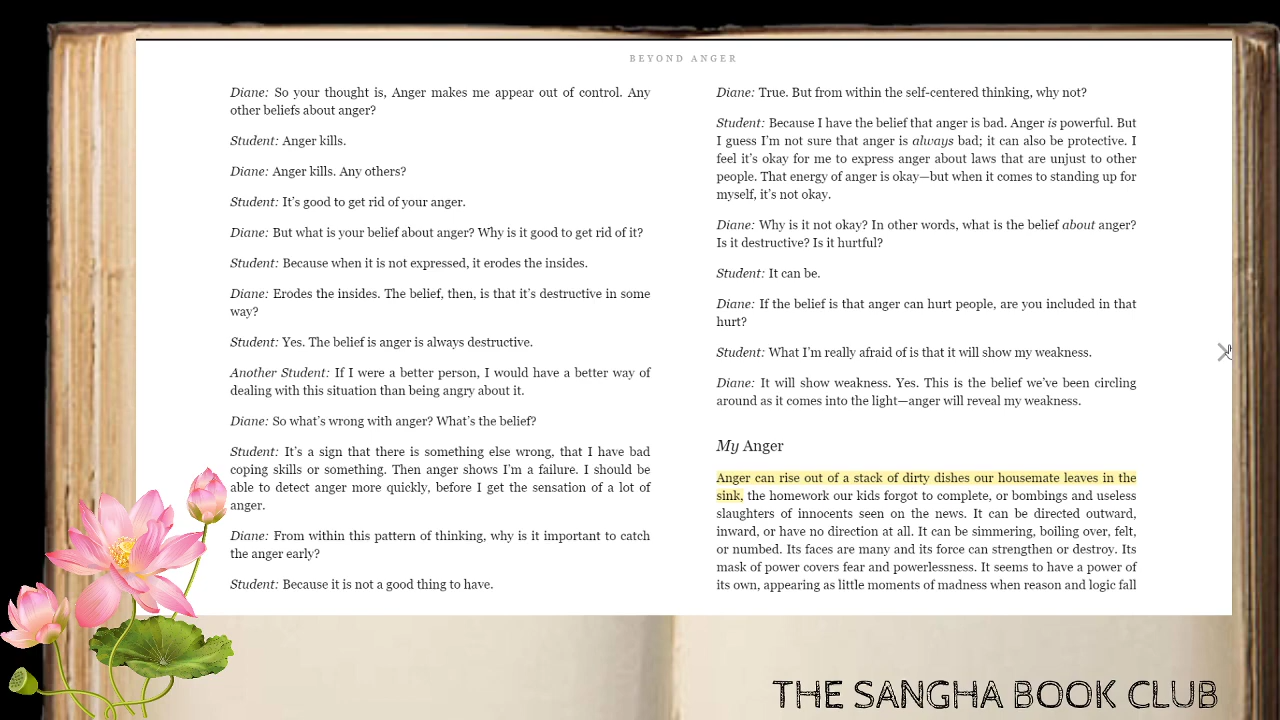 BEYOND ANGER
Diane: So your thought is, Anger makes me appear out of control. Any
other beliefs about anger?
Student: Anger kills.
Diane: Anger kills. Any others?
Student: It’s good to get rid of your anger.
Diane: But what is your belief about anger? Why is it good to get rid of it?
Student: Because when it is not expressed, it erodes the insides.
Diane: Erodes the insides. The belief, then, is that it’s destructive in some
way?
Student: Yes. The belief is anger is always destructive.
Another Student: If I were a better person, I would have a better way of
dealing with this situation than being angry about it.
Diane: So what’s wrong with anger? What’s the belief?
Student: It’s a sign that there is something else wrong, that I have bad
coping skills or something. Then anger shows I’m a failure. I should be
able to detect anger more quickly, before I get the sensation of a lot of
anger.
Diane: From within this pattern of thinking, why is it important to catch
the anger early?
Student: Because it is not a good thing to have.
Diane: True. But from within the self-centered thinking, why not?
Student: Because I have the belief that anger is bad. Anger is powerful. But
I guess I’m not sure that anger is always bad; it can also be protective. I
feel it’s okay for me to express anger about laws that are unjust to other
people. That energy of anger is okay—but when it comes to standing up for
myself, it’s not okay.
Diane: Why is it not okay? In other words, what is the belief about anger?
Is it destructive? Is it hurtful?
Student: It can be.
Diane: If the belief is that anger can hurt people, are you included in that
hurt?
Student: What I’m really afraid of is that it will show my weakness.
Diane: It will show weakness. Yes. This is the belief we’ve been circling
around as it comes into the light—anger will reveal my weakness.
My Anger
Anger can rise out of a stack of dirty dishes our housemate leaves in the
sink, the homework our kids forgot to complete, or bombings and useless
slaughters of innocents seen on the news. It can be directed outward,
inward, or have no direction at all. It can be simmering, boiling over, felt,
or numbed. Its faces are many and its force can strengthen or destroy. Its
mask of power covers fear and powerlessness. It seems to have a power of
its own, appearing as little moments of madness when reason and logic fall
THE SANGHA BOOK CLUB